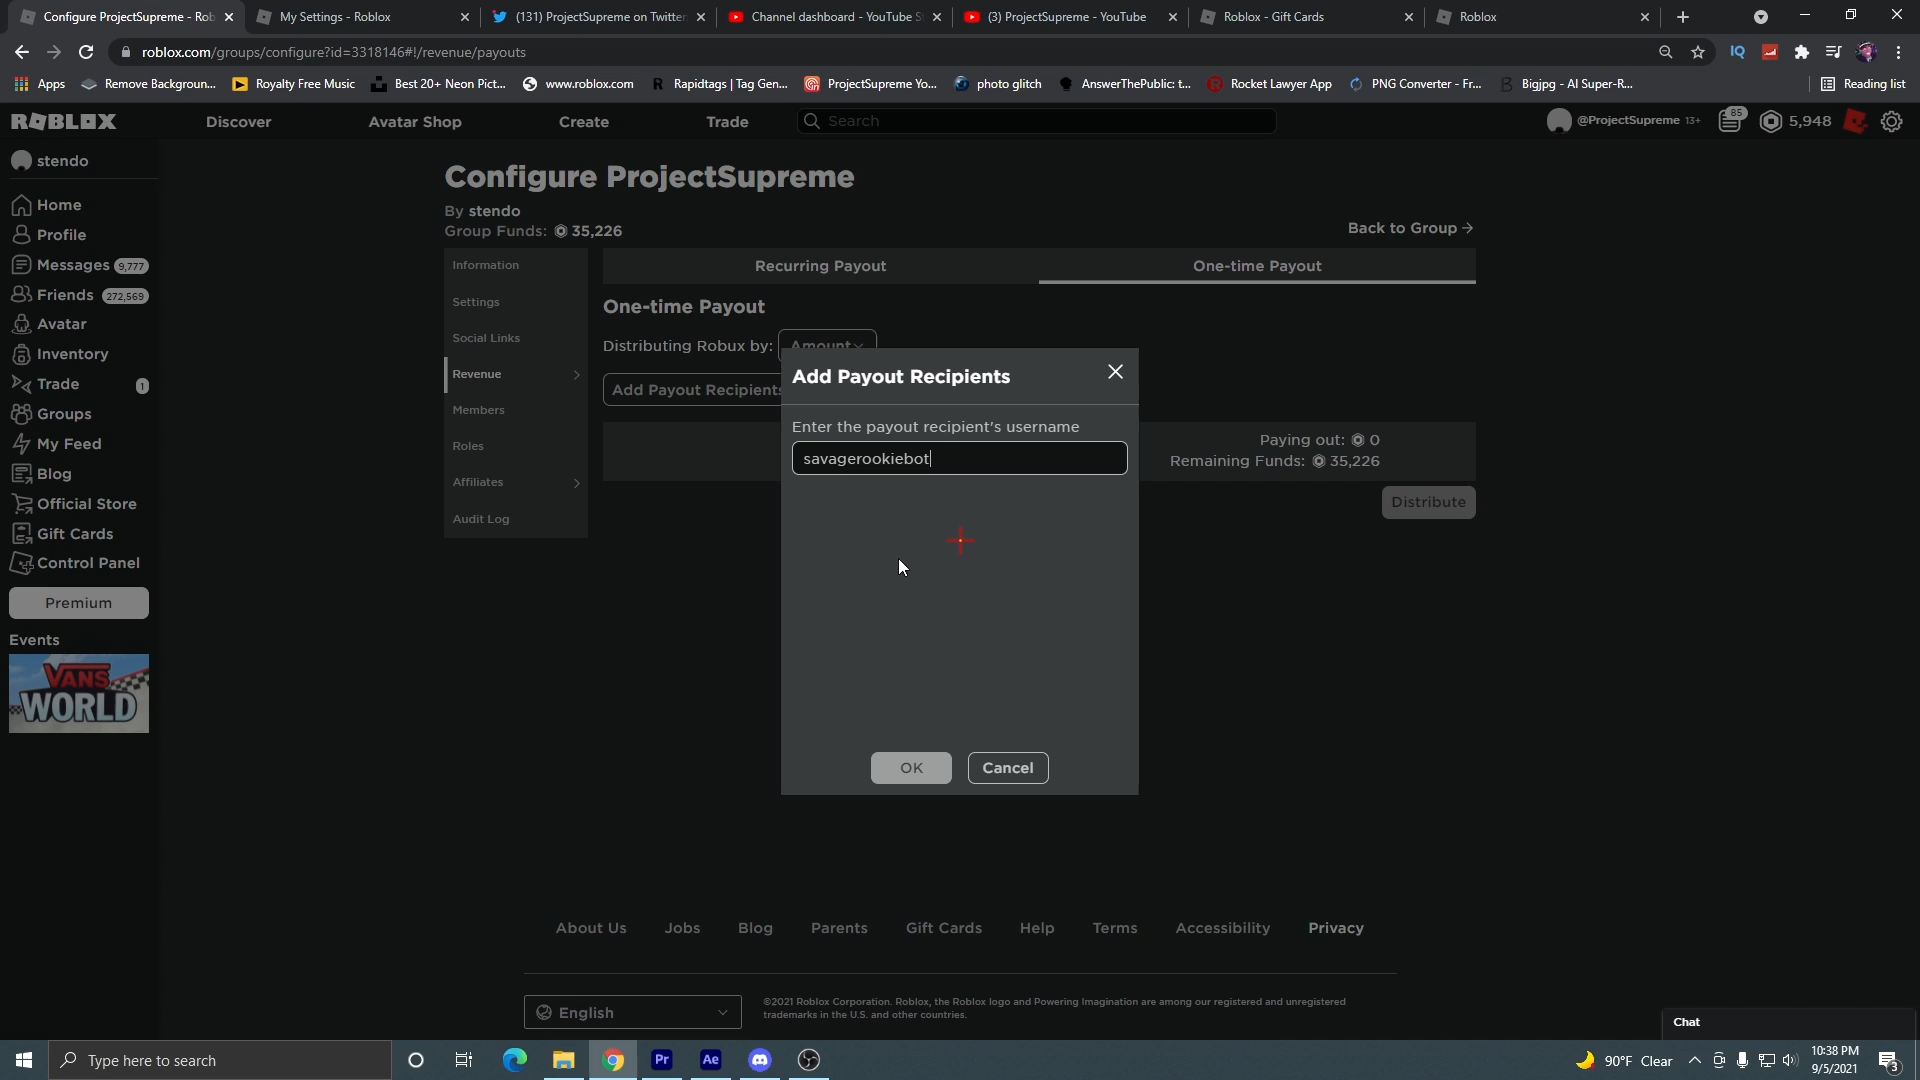 Configure ProjectSupreme - Rob
My Settings - Roblox
(131) ProjectSupreme on Twitter
Channel dashboard - YouTube S
(3) ProjectSupreme - YouTube
Roblox - Gift Cards
Roblox
roblox.com/groups/configure?id=3318146#!/revenue/payouts
Apps
Remove Backgroun...
Royalty Free Music
Best 20+ Neon Pict...
www.roblox.com
Rapidtags | Tag Gen...
ProjectSupreme Yo...
photo glitch
AnswerThePublic: t...
Rocket Lawyer App
PNG Converter - Fr...
Bigjpg - AI Super-R...
Reading list
ROBLOX
Discover
Avatar Shop
Create
Trade
Search
@ProjectSupreme 13+
85
5,948
stendo
Home
Profile
Messages 9,777
Friends 272,569
Avatar
Inventory
Trade 1
Groups
My Feed
Blog
Official Store
Gift Cards
Control Panel
Premium
Events
VANS
WORLD
Configure ProjectSupreme
By stendo
Group Funds: 35,226
Back to Group
Information
Settings
Social Links
Revenue
Members
Roles
Affiliates
Audit Log
Recurring Payout
One-time Payout
One-time Payout
Distributing Robux by: Amount
Add Payout Recipients
Paying out: 0
Remaining Funds: 35,226
Distribute
Add Payout Recipients
Enter the payout recipient's username
savagerookiebot
OK
Cancel
About Us
Jobs
Blog
Parents
Gift Cards
Help
Terms
Accessibility
Privacy
English
©2021 Roblox Corporation. Roblox, the Roblox logo and Powering Imagination are among our registered and unregistered
trademarks in the U.S. and other countries.
Chat
Type here to search
Pr
Ae
90°F Clear
10:38 PM
9/5/2021
3